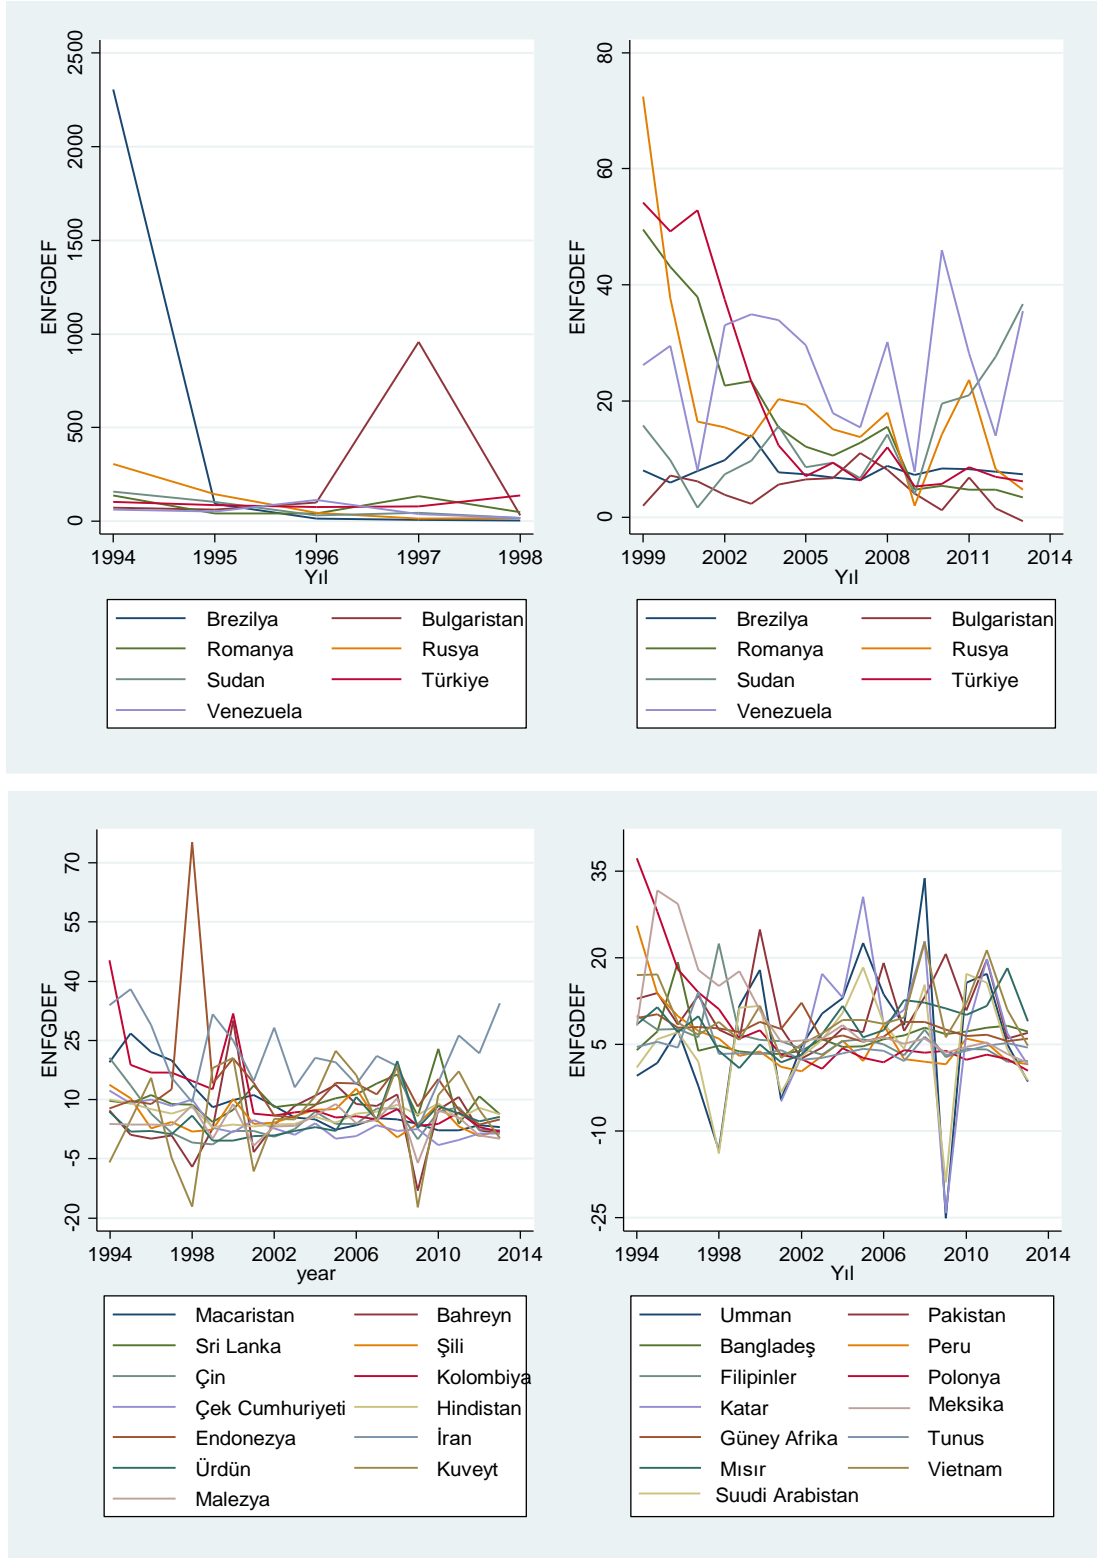 ENFGDEF
2500
2000
1500
1000
500
0
1994 1995 1996 1997 1998
Yıl
Brezilya Bulgaristan
Romanya Rusya
Sudan Türkiye
Venezuela
ENFGDEF
80
60
40
20
0
1999 2002 2005 2008 2011 2014
Yıl
Brezilya Bulgaristan
Romanya Rusya
Sudan Türkiye
Venezuela
ENFGDEF
70
55
40
25
10
-5
-20
1994 1998 2002 2006 2010 2014
year
Macaristan Bahreyn
Sri Lanka Şili
Çin Kolombiya
Çek Cumhuriyeti Hindistan
Endonezya İran
Ürdün Kuveyt
Malezya
ENFGDEF
35
20
5
-10
-25
1994 1998 2002 2006 2010 2014
Yıl
Umman Pakistan
Bangladeş Peru
Filipinler Polonya
Katar Meksika
Güney Afrika Tunus
Mısır Vietnam
Suudi Arabistan